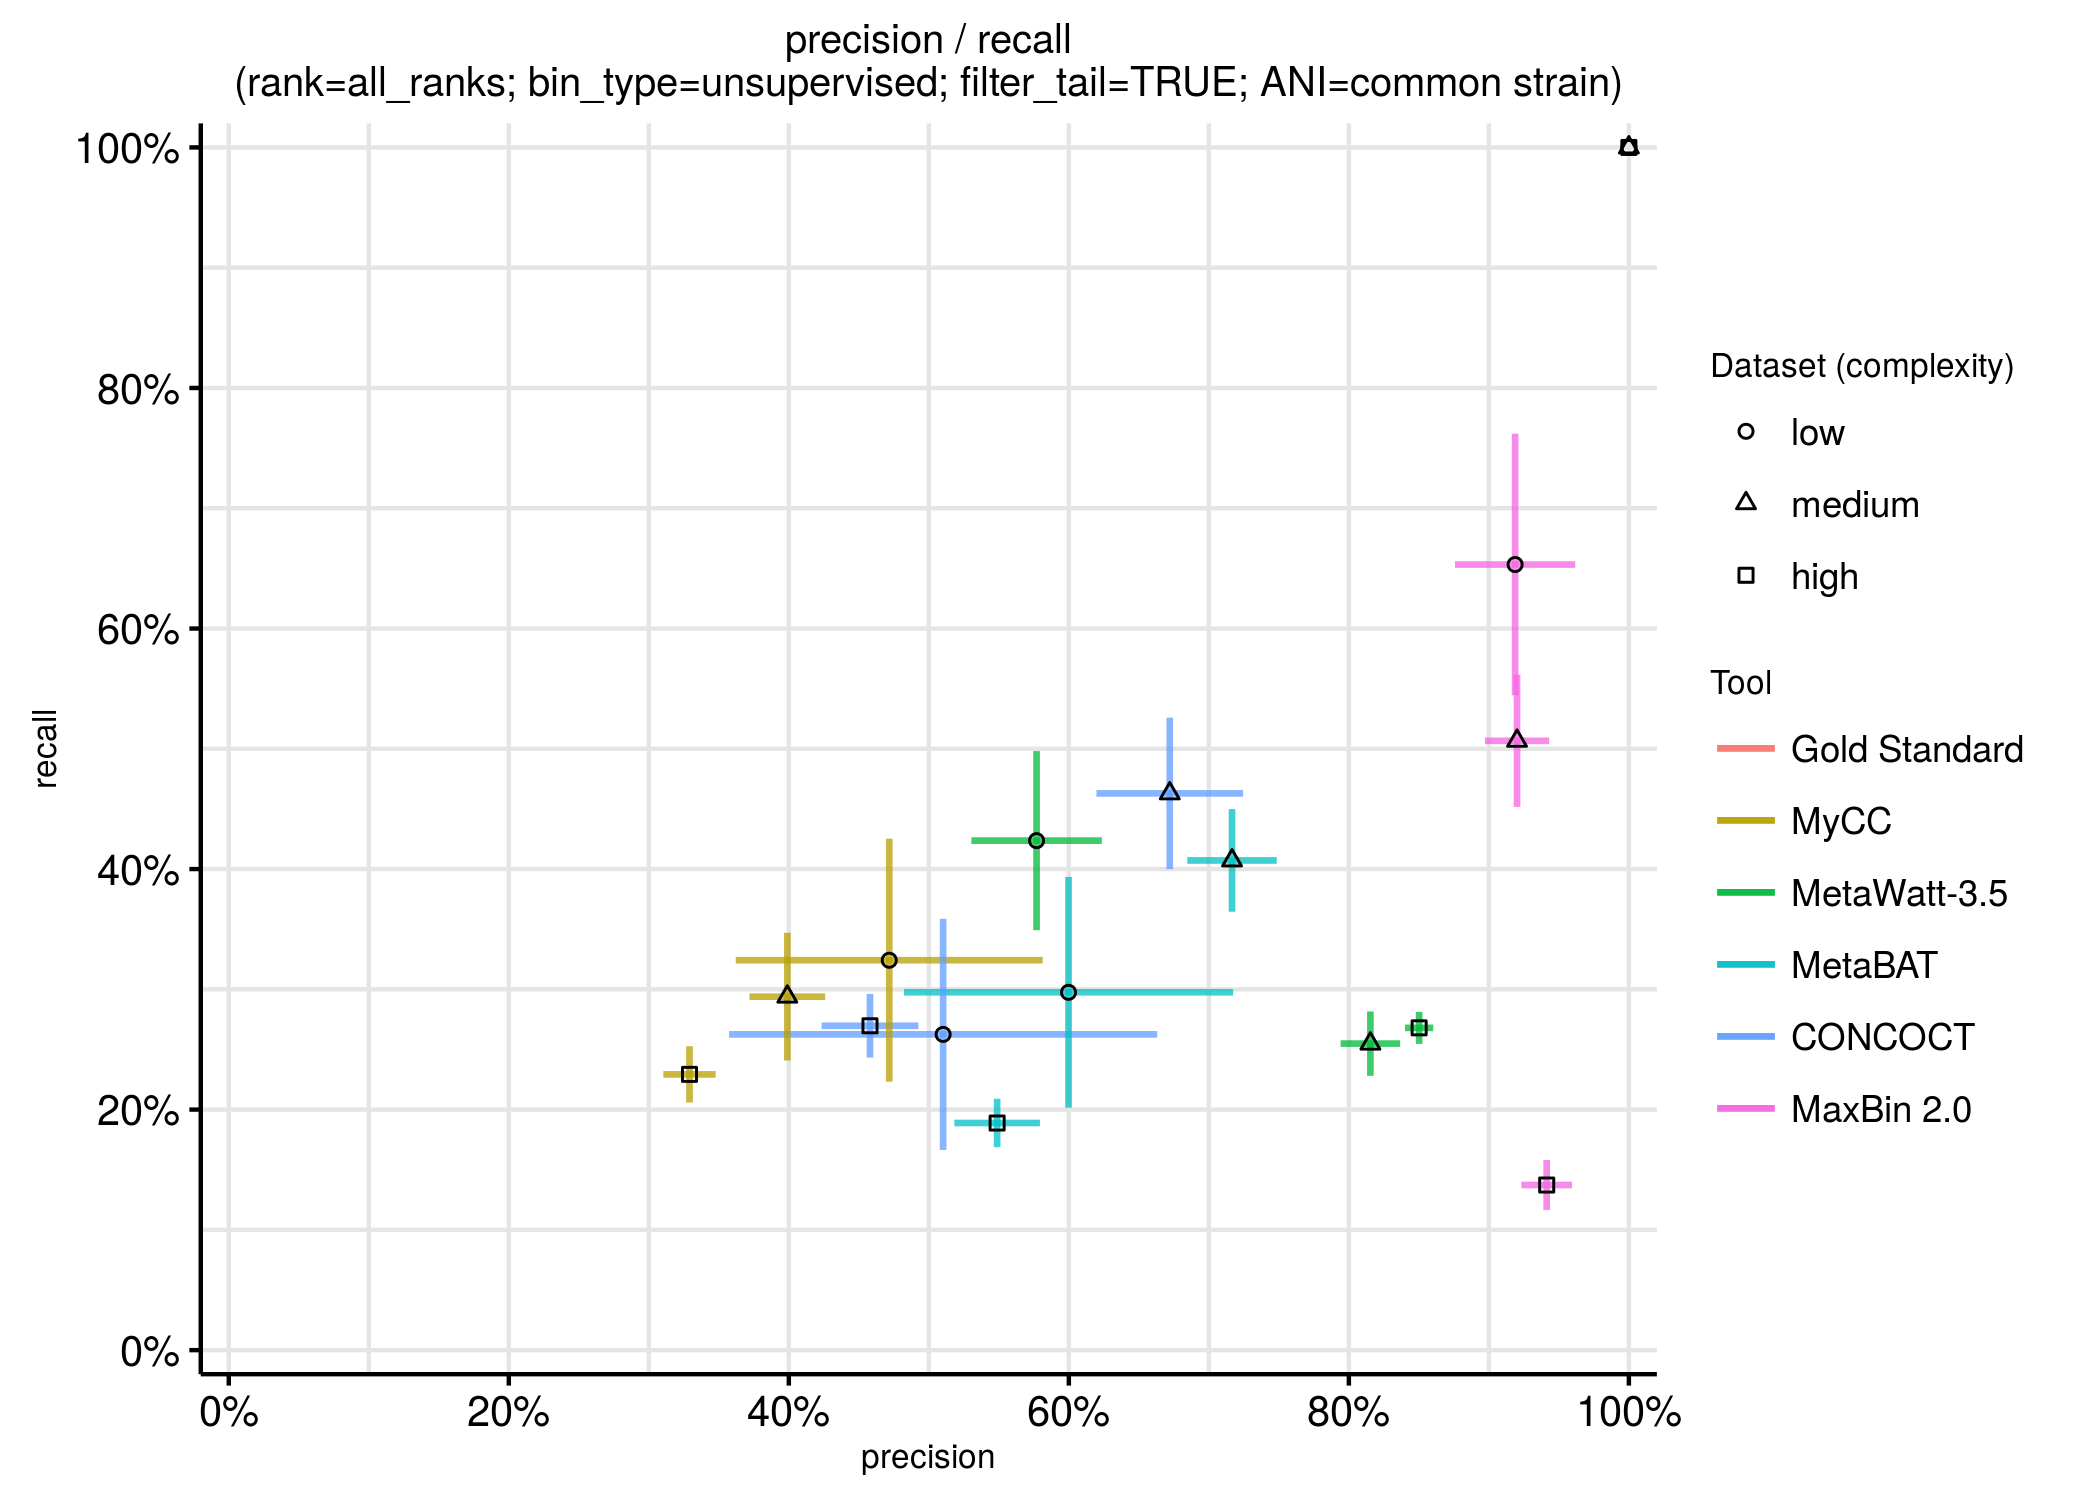 precision / recall
(rank=all_ranks; bin_type=unsupervised; filter_tail=TRUE; ANI=common strain)
100%
80%
60%
40%
20%
0%
recall
0%
20%
40%
60%
80%
100%
precision
Dataset (complexity)
low
medium
high
Tool
Gold Standard
MyCC
MetaWatt-3.5
MetaBAT
CONCOCT
MaxBin 2.0